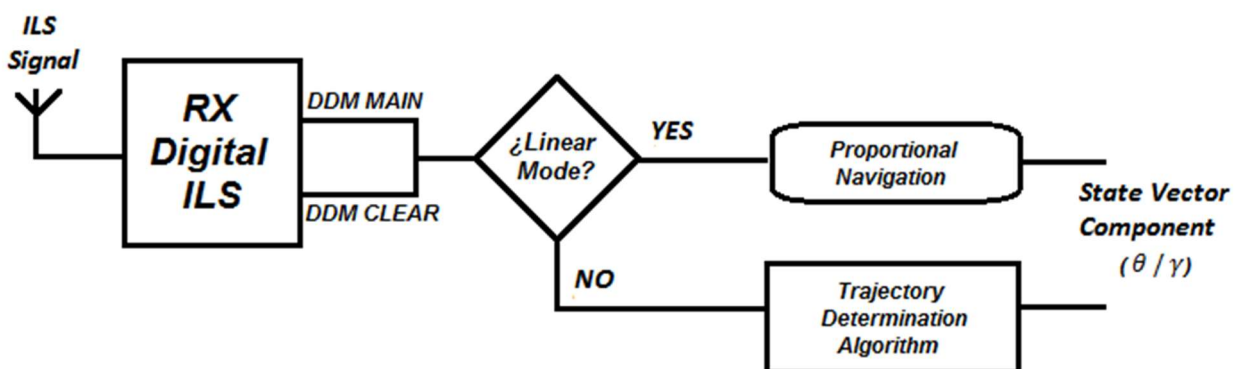 ILS
Signal
RX
Digital
ILS
DDM MAIN
DDM CLEAR
¿Linear
Mode?
YES
NO
Proportional
Navigation
Trajectory
Determination
Algorithm
State Vector
Component
(θ / γ)